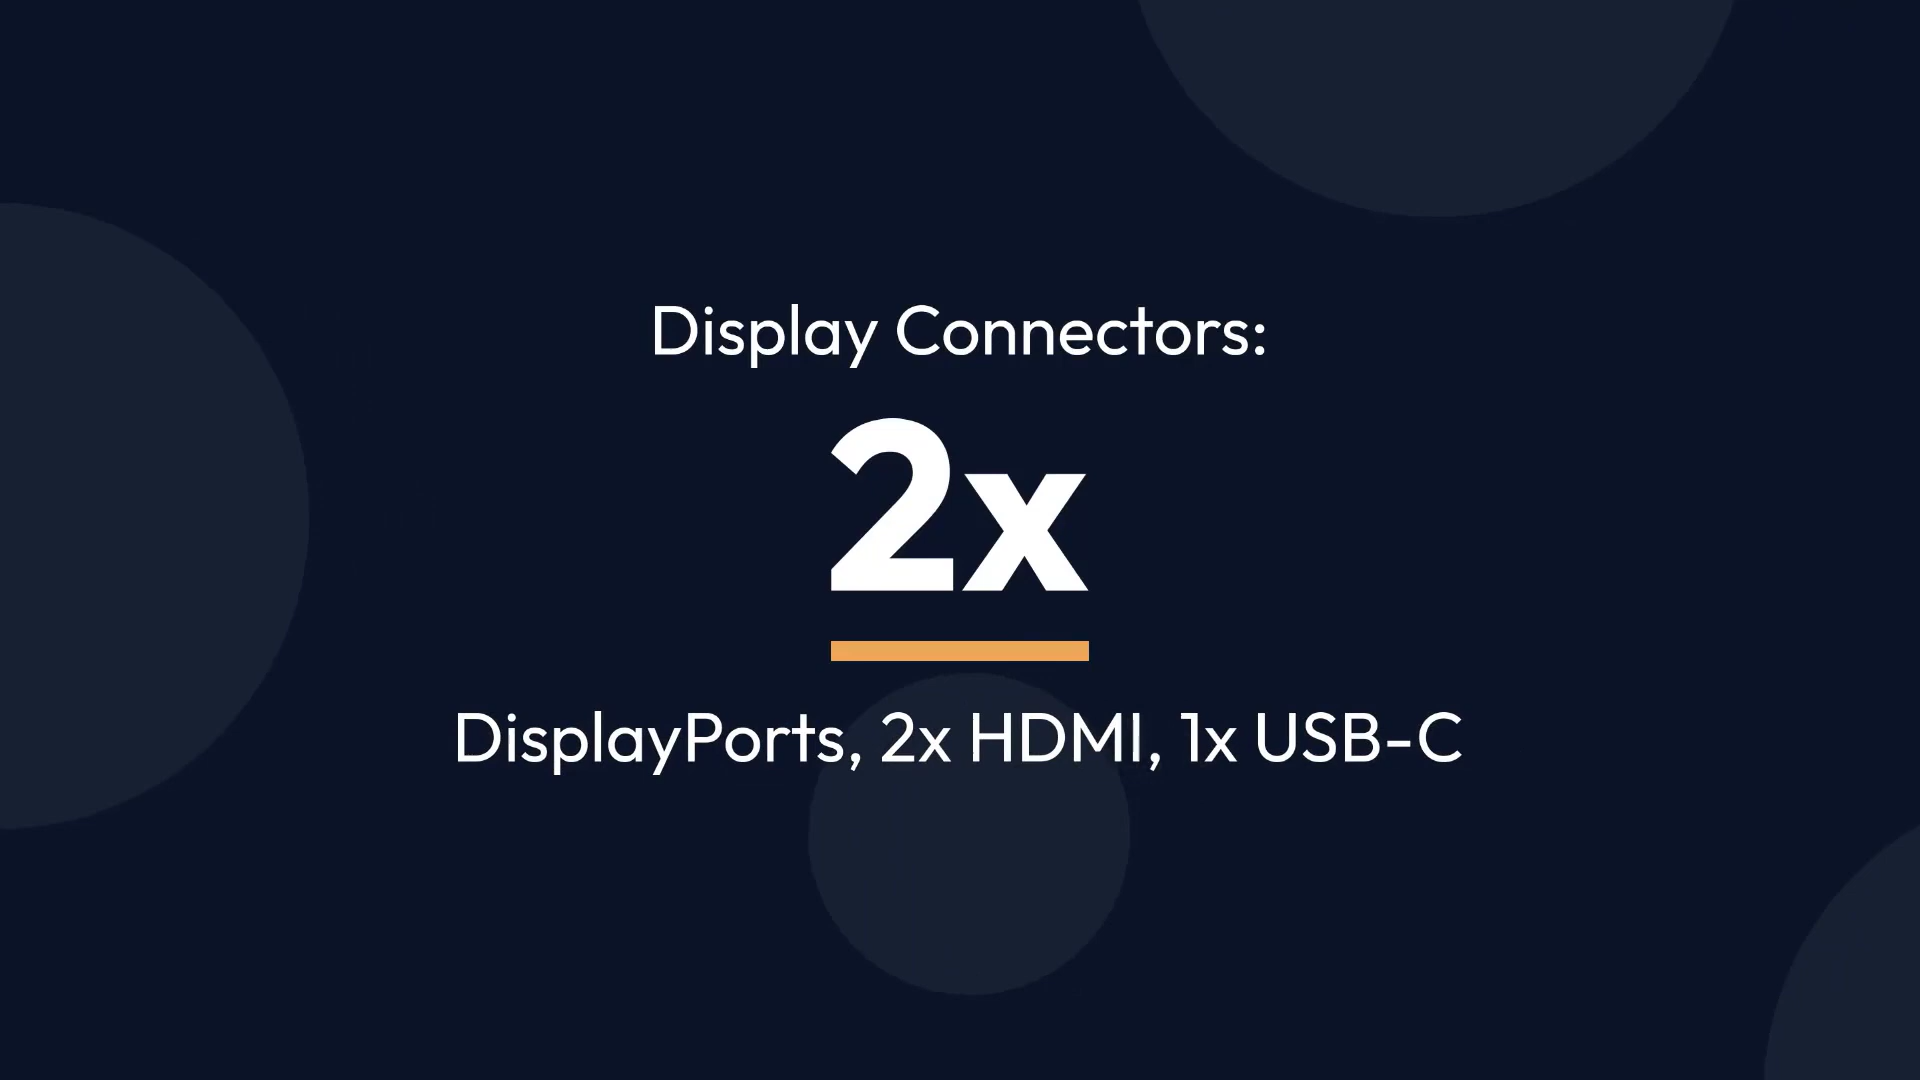 Display Connectors:
2x
DisplayPorts, 2x HDMI, 1x USB-C